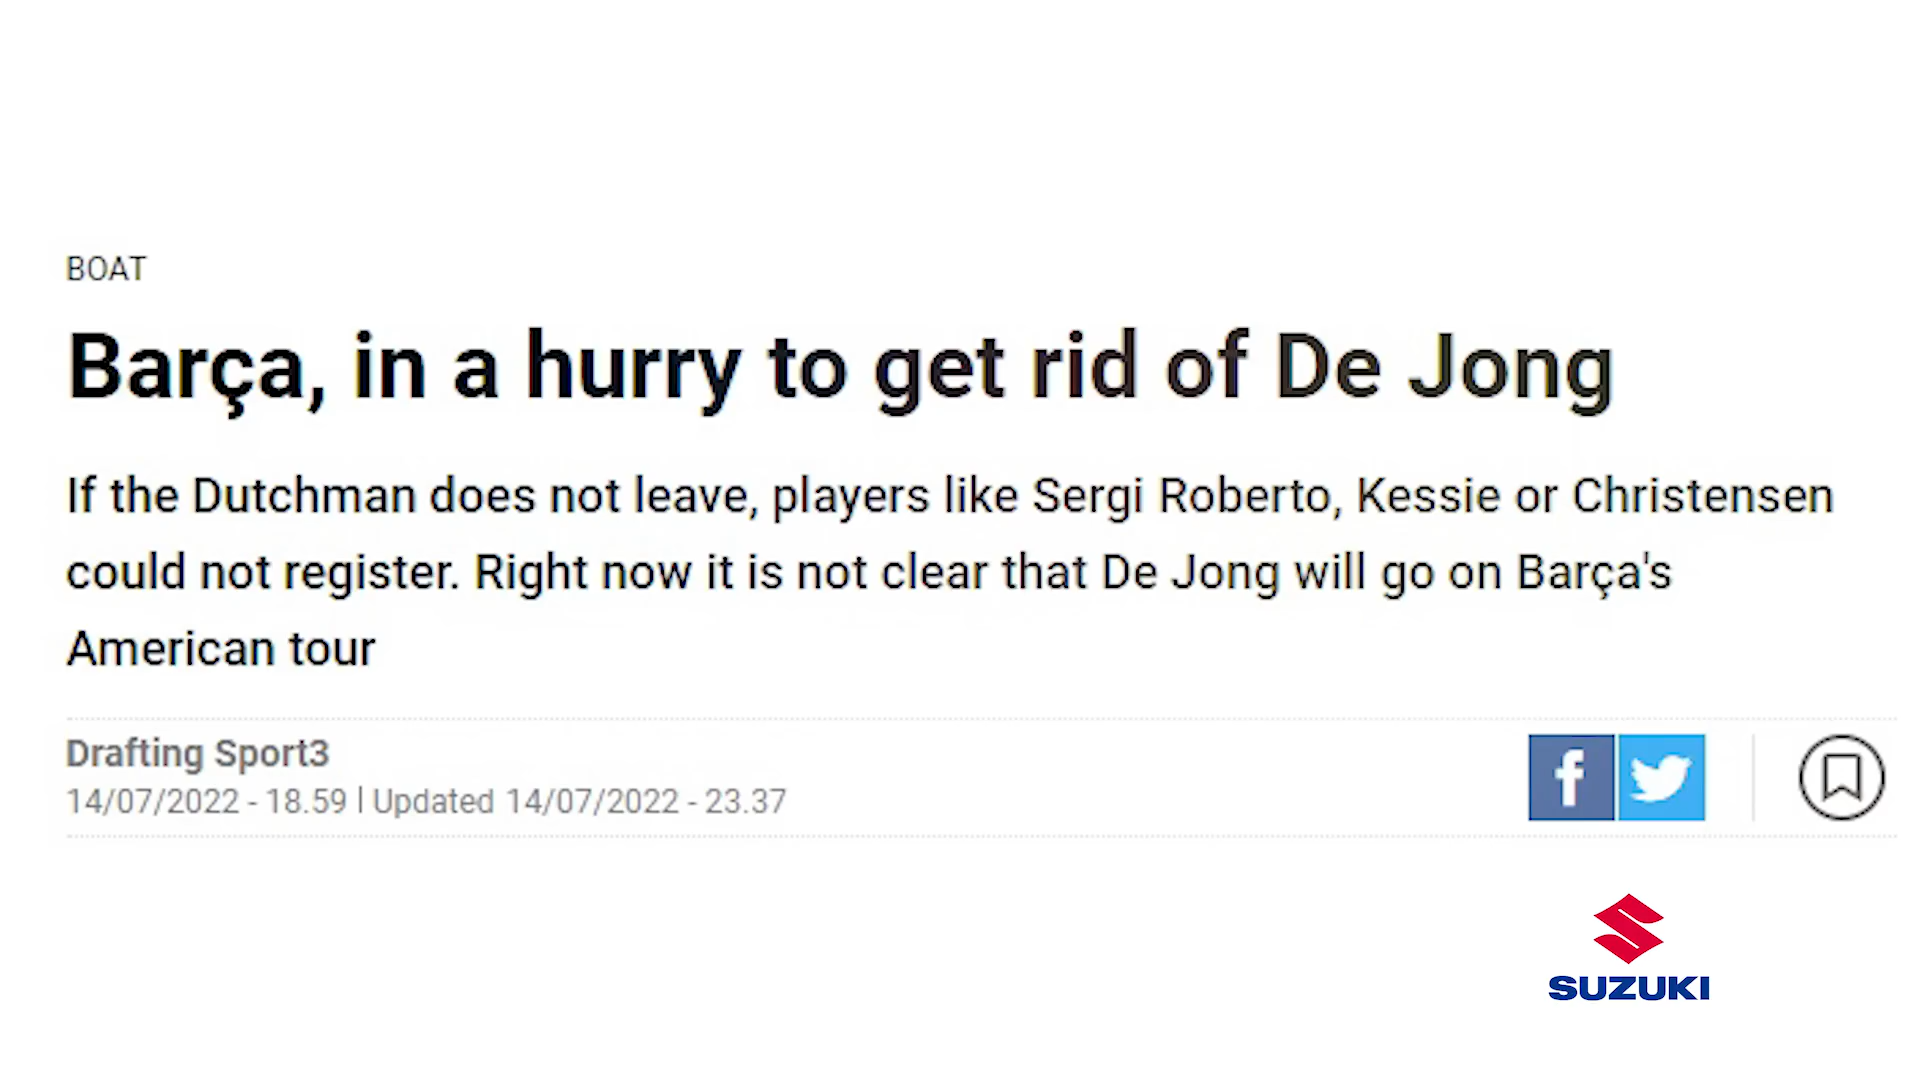 BOAT
Barça, in a hurry to get rid of De Jong
If the Dutchman does not leave, players like Sergi Roberto, Kessie or Christensen
could not register. Right now it is not clear that De Jong will go on Barça's
American tour
Drafting Sport3
14/07/2022 - 18.59 | Updated 14/07/2022 - 23.37
SUZUKI